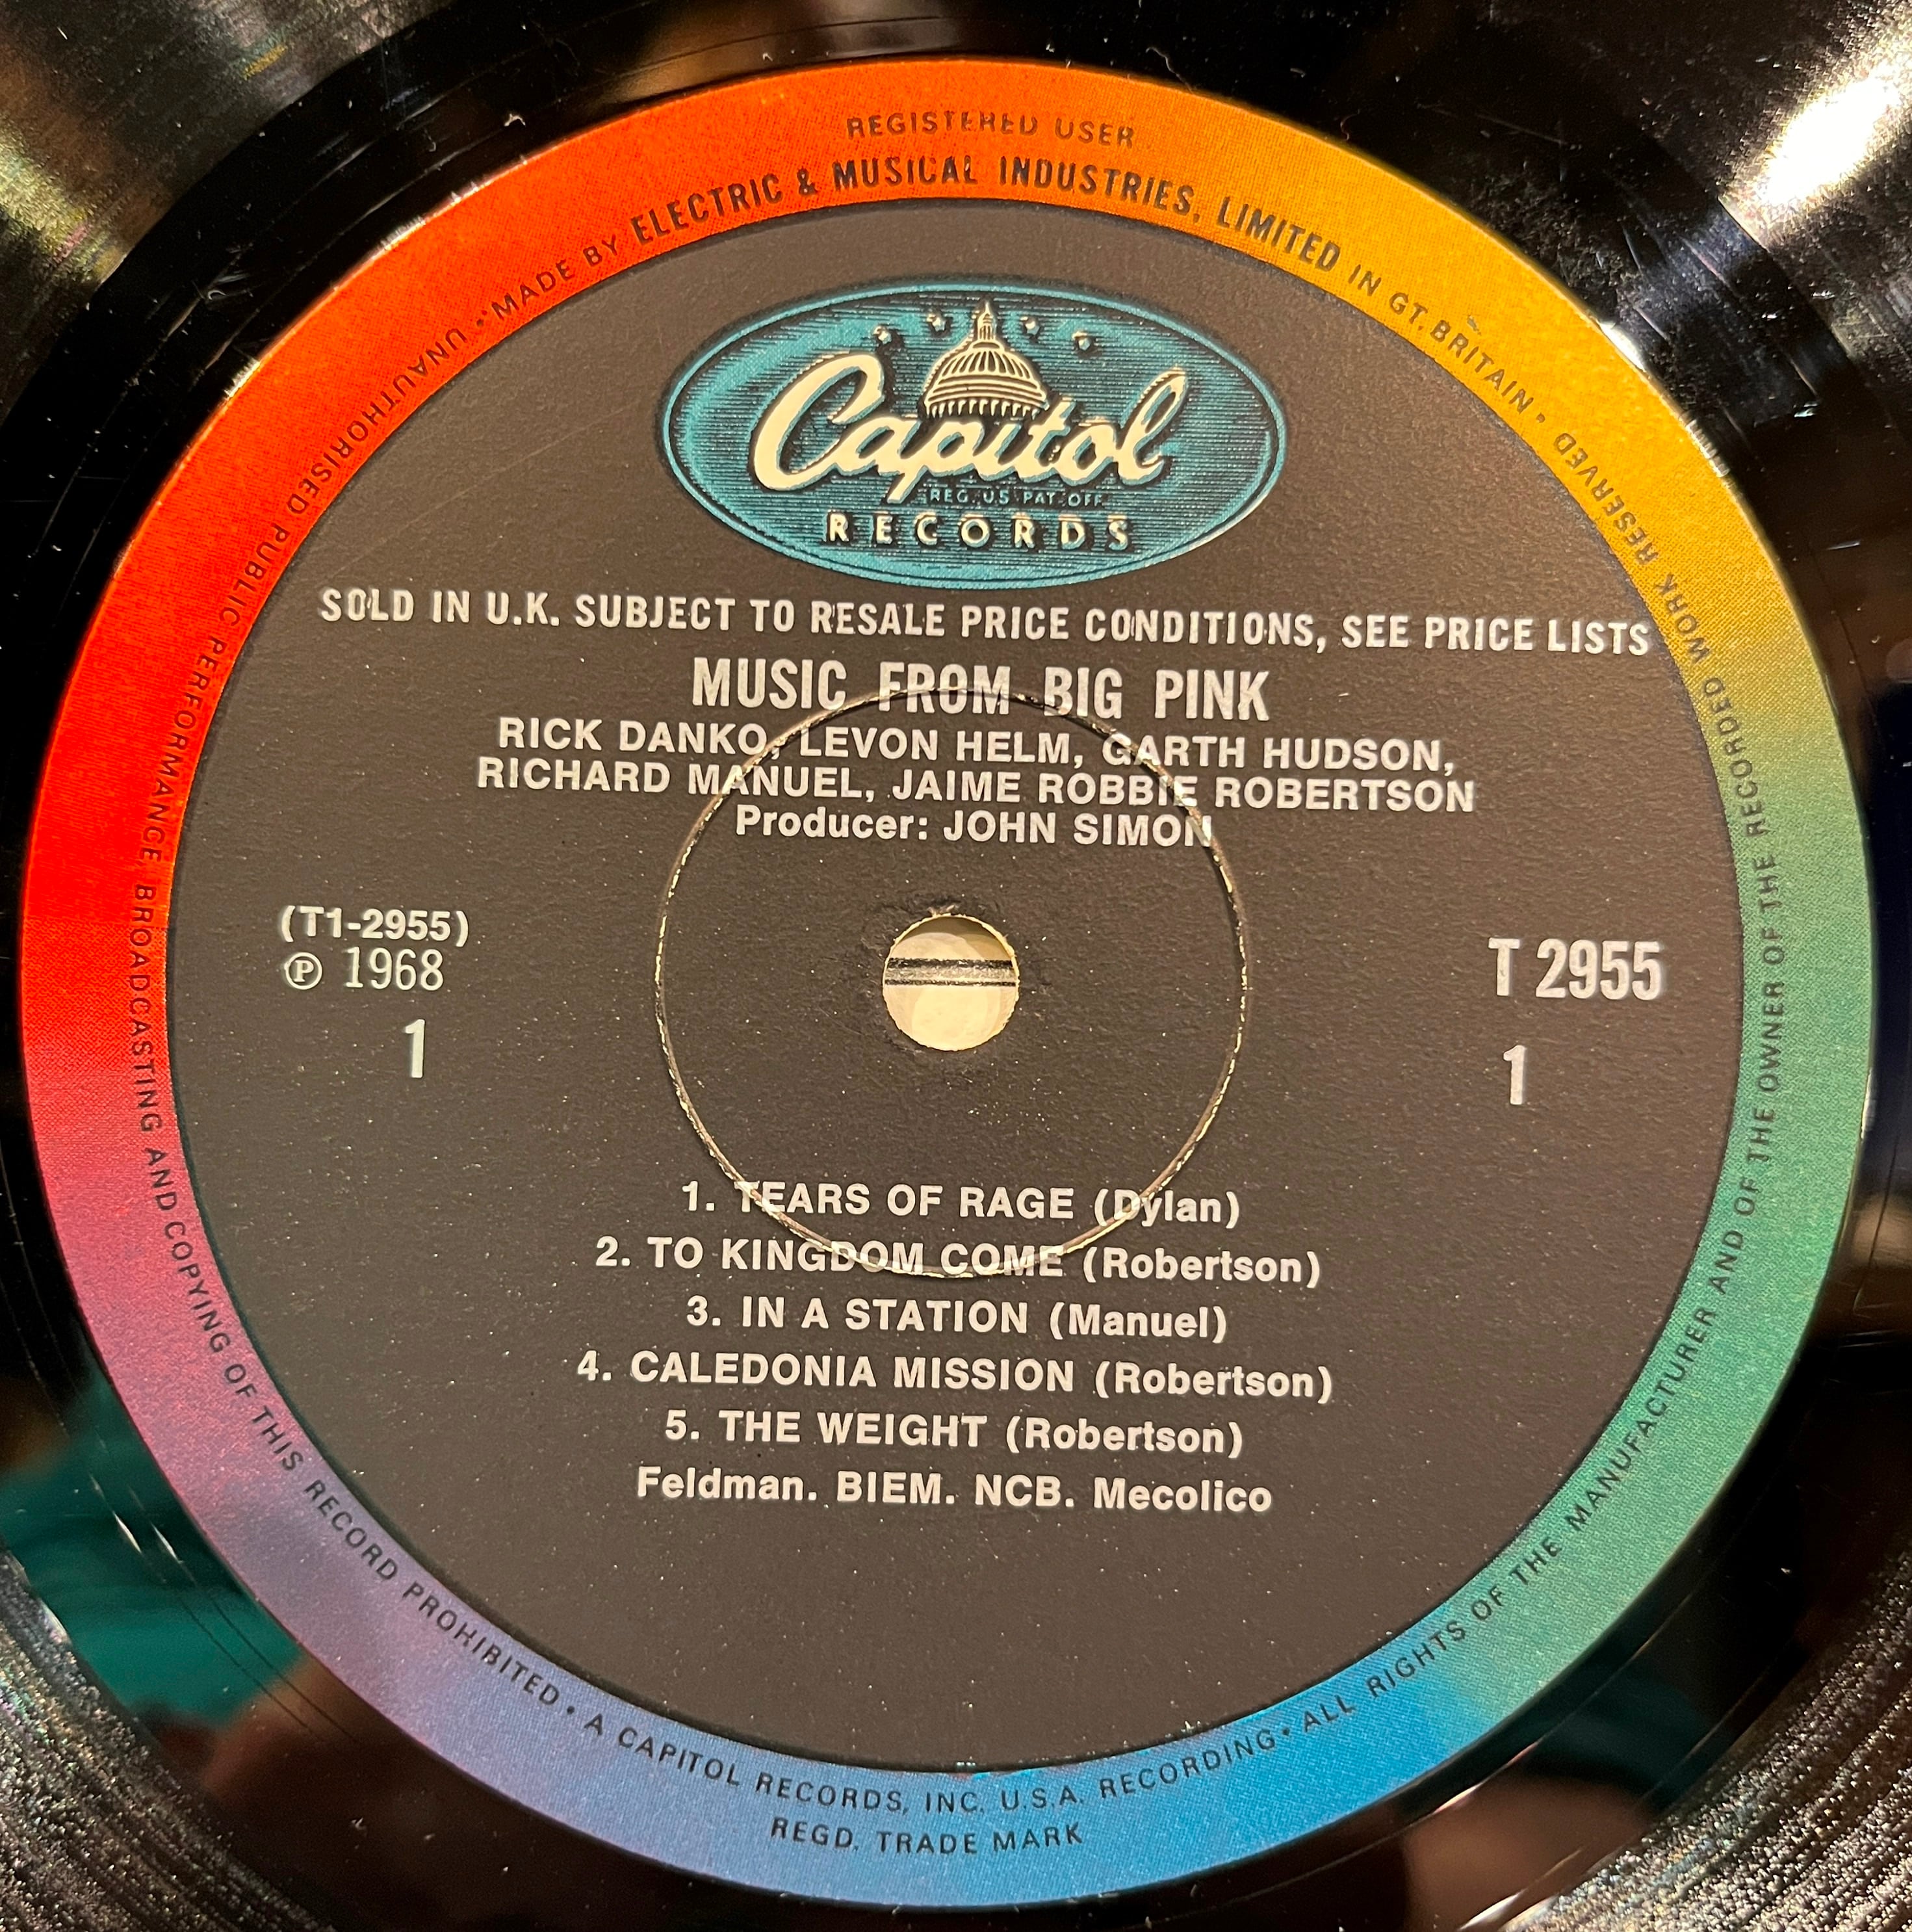 REGISTERED USER
•.MADE BY ELECTRIC & MUSICAL INDUSTRIES, LIMITED IN GT. BRITAIN •
Capitol
REG. U.S. PAT. OFF.
RECORDS
SOLD IN U.K. SUBJECT TO RESALE PRICE CONDITIONS, SEE PRICE LISTS
MUSIC FROM BIG PINK
RICK DANKO, LEVON HELM, GARTH HUDSON,
RICHARD MANUEL, JAIME ROBBIE ROBERTSON
Producer: JOHN SIMON
(T1-2955)
℗ 1968
1
T 2955
1
1. TEARS OF RAGE (Dylan)
2. TO KINGDOM COME (Robertson)
3. IN A STATION (Manuel)
4. CALEDONIA MISSION (Robertson)
5. THE WEIGHT (Robertson)
Feldman. BIEM. NCB. Mecolico
UNAUTHORISED PUBLIC PERFORMANCE, BROADCASTING AND COPYING OF THIS RECORD PROHIBITED • A CAPITOL RECORDS, INC. U.S.A. RECORDING • ALL RIGHTS OF THE MANUFACTURER AND OF THE OWNER OF THE RECORDED WORK RESERVED
REGD. TRADE MARK